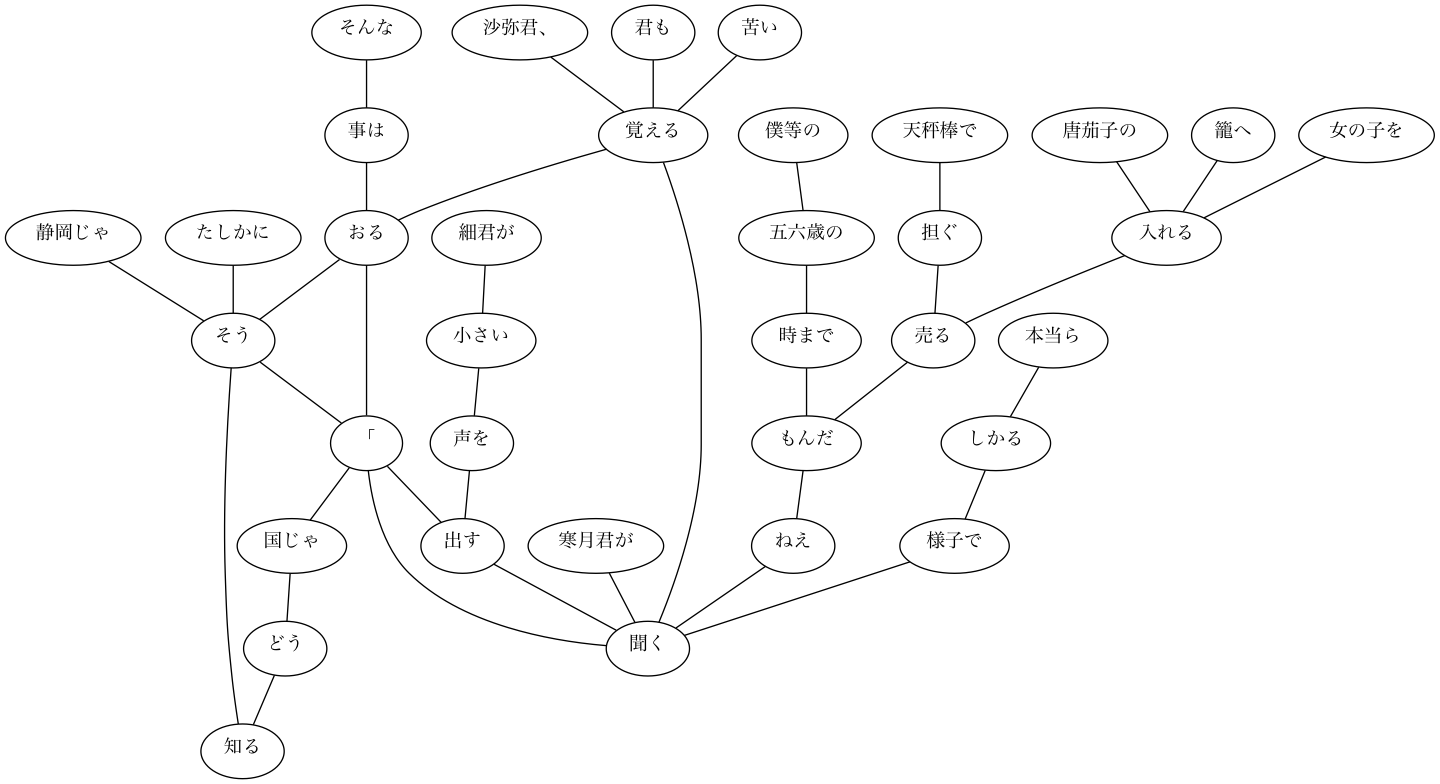 そんな
沙弥君、
君も
苦い
事は
覚える
僕等の
天秤棒で
唐茄子の
籠へ
女の子を
静岡じゃ
たしかに
おる
細君が
五六歳の
担ぐ
入れる
そう
小さい
時まで
売る
本当ら
「
声を
もんだ
しかる
国じゃ
出す
寒月君が
ねえ
様子で
どう
聞く
知る